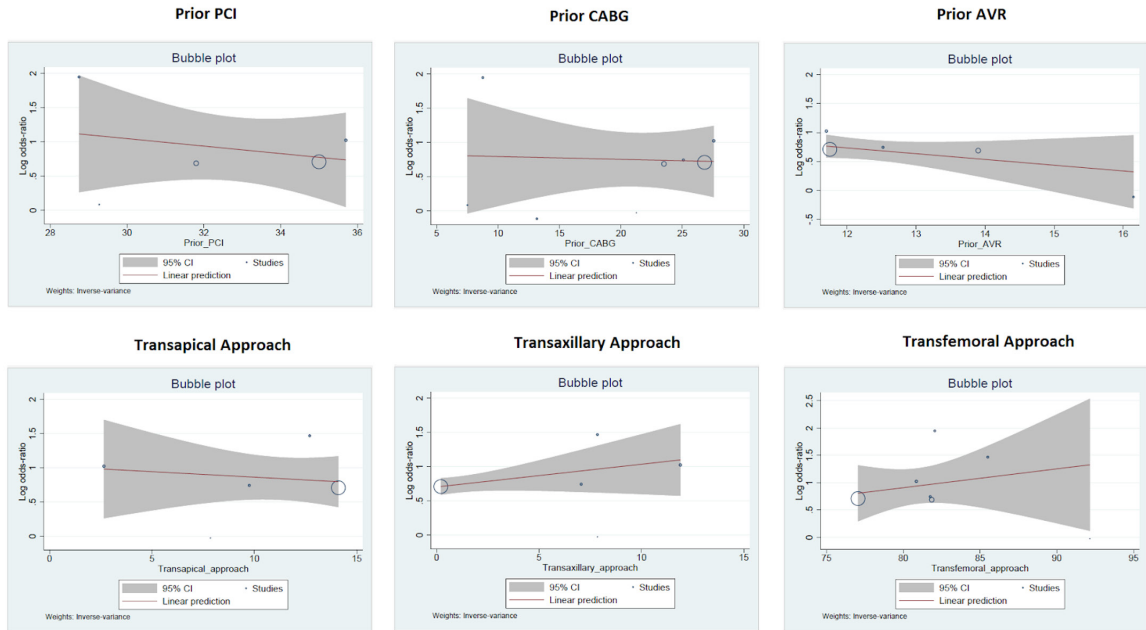 Prior PCI
Bubble plot
2
1.5
1
.5
0
Log odds-ratio
28 30 32 34 36
Prior_PCI
95% CI • Studies
Linear prediction
Weights: Inverse-variance
Prior CABG
Bubble plot
2
1.5
1
.5
0
Log odds-ratio
5 10 15 20 25 30
Prior_CABG
95% CI • Studies
Linear prediction
Weights: Inverse-variance
Prior AVR
Bubble plot
2
1.5
1
.5
0
-.5
Log odds-ratio
12 13 14 15 16
Prior_AVR
95% CI • Studies
Linear prediction
Weights: Inverse-variance
Transapical Approach
Bubble plot
2
1.5
1
.5
0
Log odds-ratio
0 5 10 15
Transapical_approach
95% CI • Studies
Linear prediction
Weights: Inverse-variance
Transaxillary Approach
Bubble plot
2
1.5
1
.5
0
Log odds-ratio
0 5 10 15
Transaxillary_approach
95% CI • Studies
Linear prediction
Weights: Inverse-variance
Transfemoral Approach
Bubble plot
2.5
2
1.5
1
.5
0
Log odds-ratio
75 80 85 90 95
Transfemoral_approach
95% CI • Studies
Linear prediction
Weights: Inverse-variance